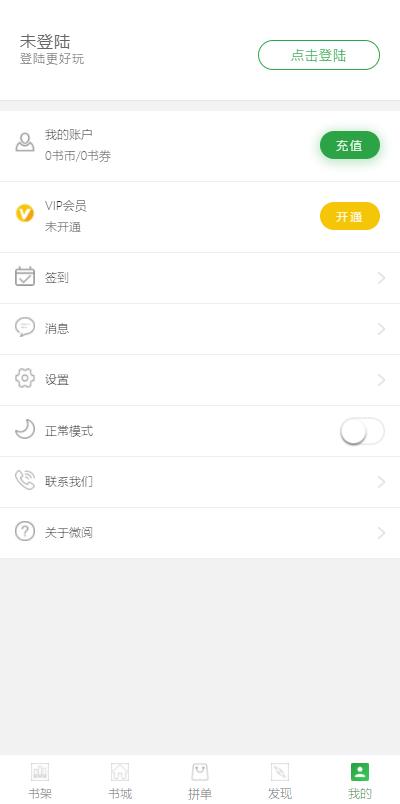 未登陆
登陆更好玩
点击登陆
我的账户
0书币/0书券
充值
VIP会员
未开通
开通
签到
消息
设置
正常模式
联系我们
关于微阅
书架
书城
拼单
发现
我的